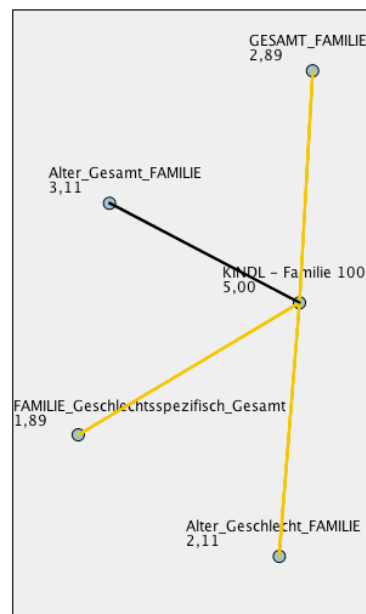 GESAMT_FAMILIE
2,89
Alter_Gesamt_FAMILIE
3,11
KINDL - Familie 100
5,00
FAMILIE_Geschlechtsspezifisch_Gesamt
1,89
Alter_Geschlecht_FAMILIE
2,11